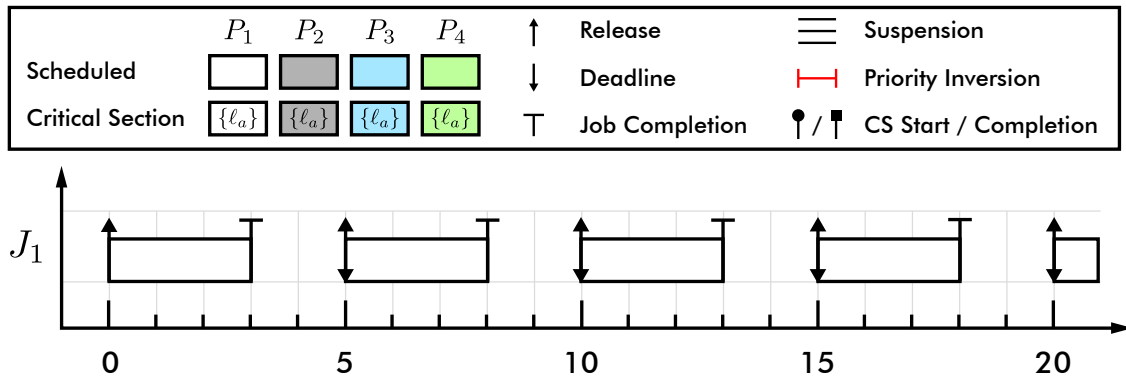 P₁ P₂ P₃ P₄ Release Suspension
Scheduled Deadline Priority Inversion
Critical Section {ℓₐ} {ℓₐ} {ℓₐ} {ℓₐ} Job Completion / CS Start / Completion
J₁
0 5 10 15 20